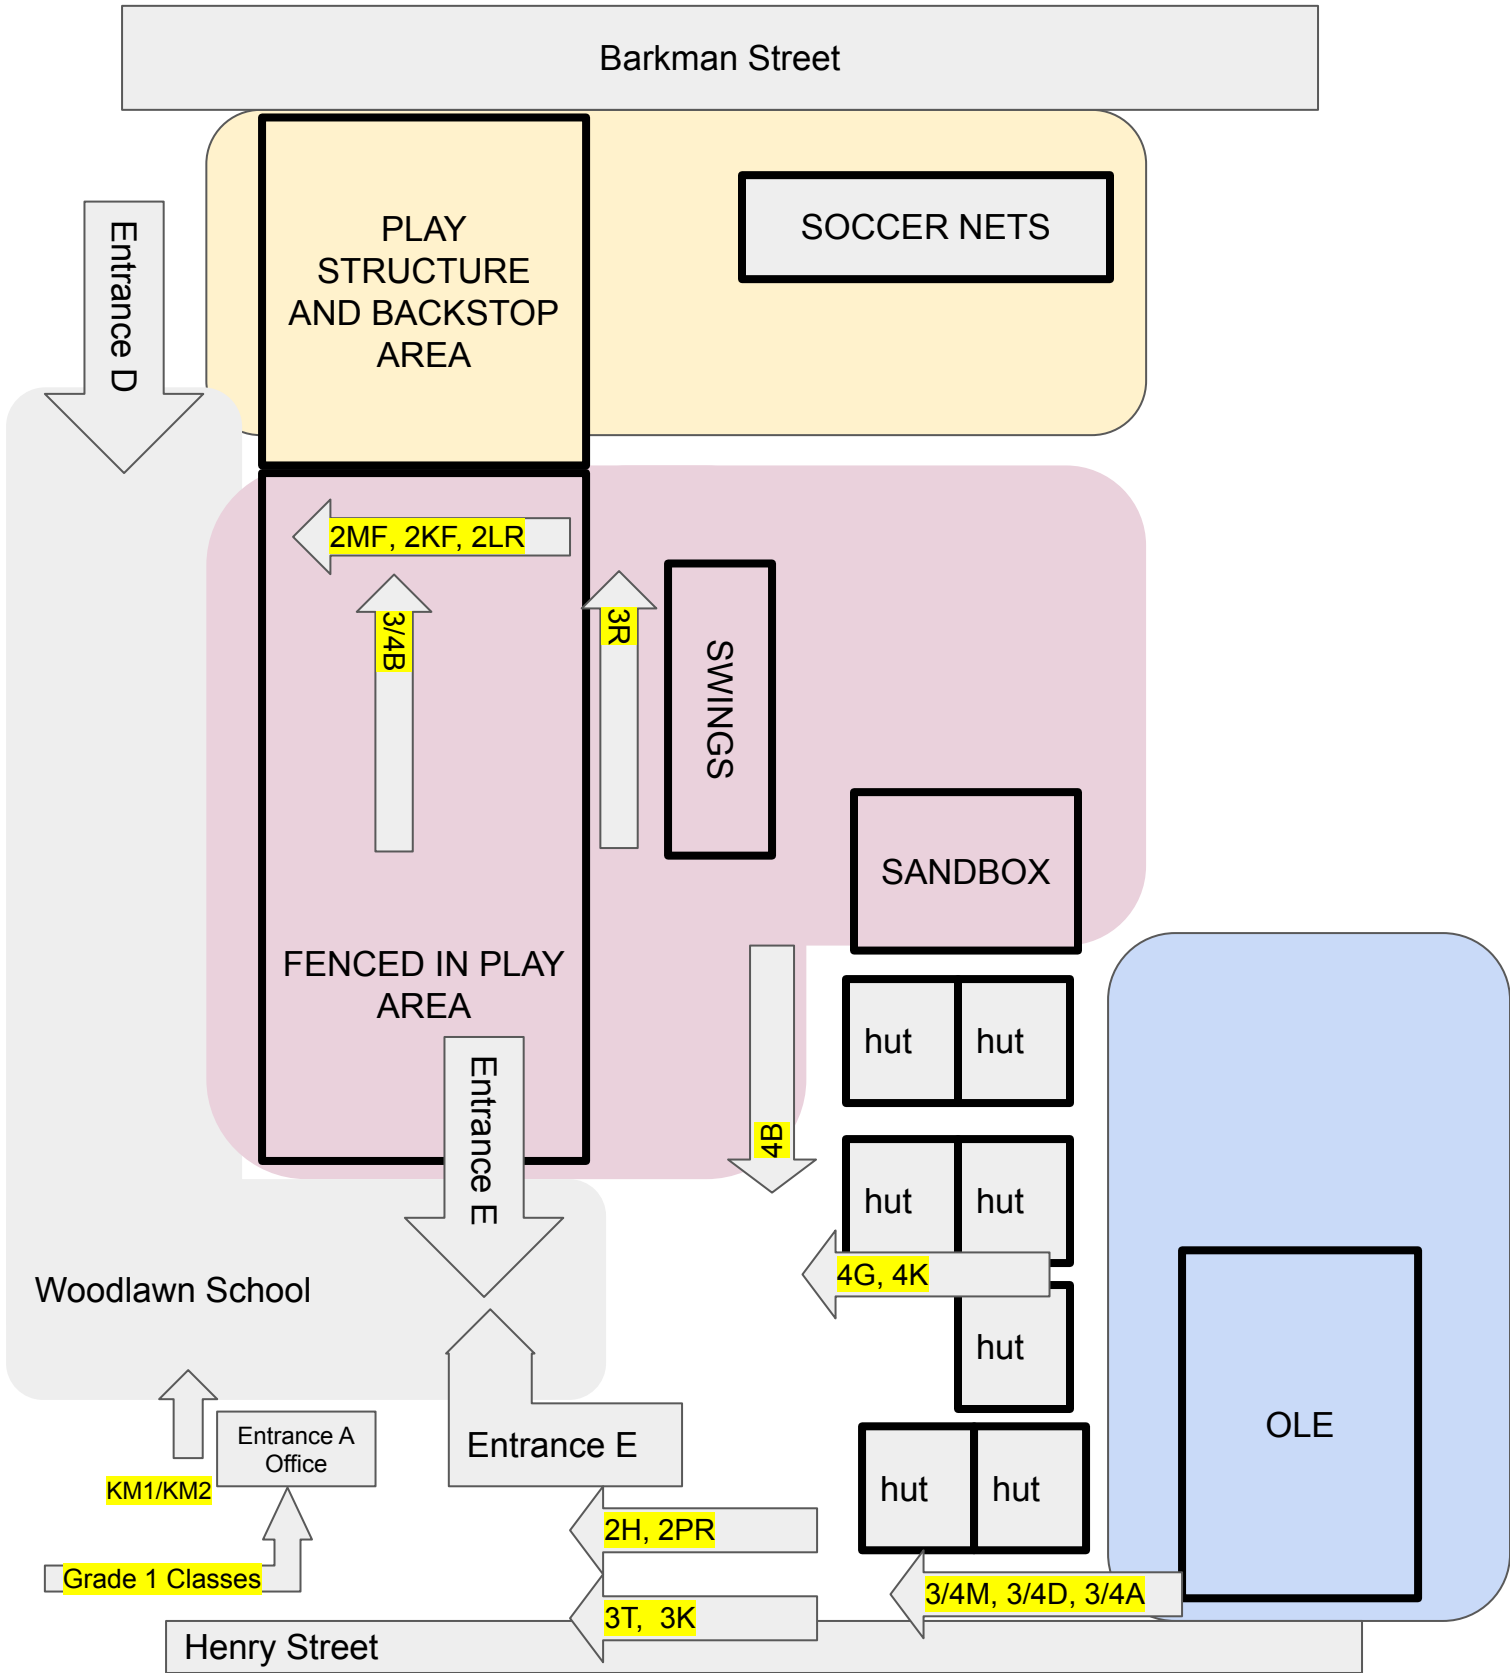 Barkman Street
SOCCER NETS
PLAY
STRUCTURE
AND BACKSTOP
AREA
Entrance D
2MF, 2KF, 2LR
3/4B
3R
SWINGS
SANDBOX
FENCED IN PLAY
AREA
hut
hut
Entrance E
4B
hut
hut
4G, 4K
Woodlawn School
hut
OLE
Entrance A
Office
Entrance E
KM1/KM2
hut
hut
2H, 2PR
Grade 1 Classes
3/4M, 3/4D, 3/4A
3T, 3K
Henry Street